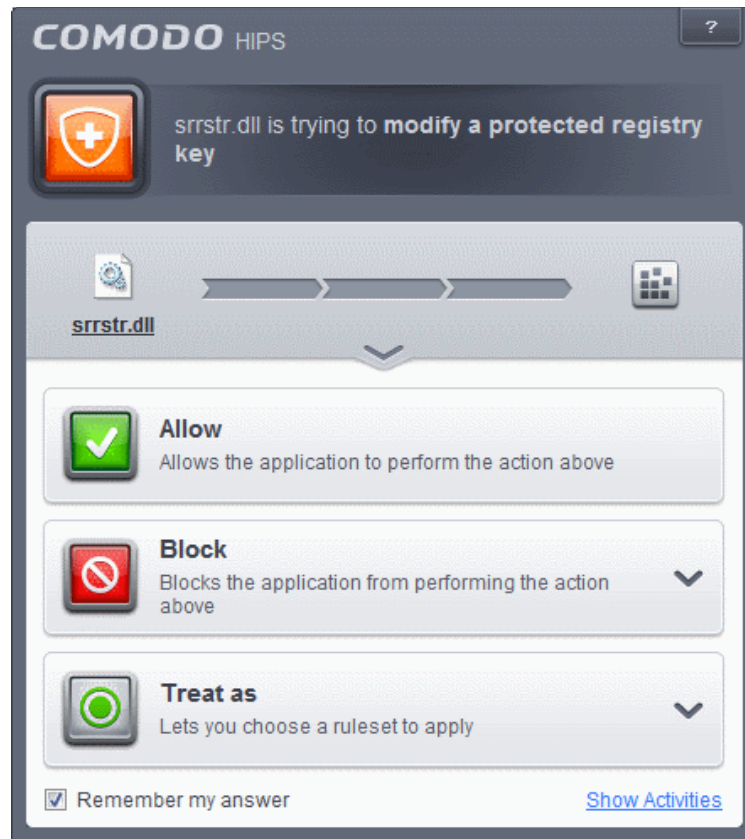 COMODO HIPS
?
srrstr.dll is trying to modify a protected registry
key
srrstr.dll
Allow
Allows the application to perform the action above
Block
Blocks the application from performing the action
above
Treat as
Lets you choose a ruleset to apply
Remember my answer
Show Activities